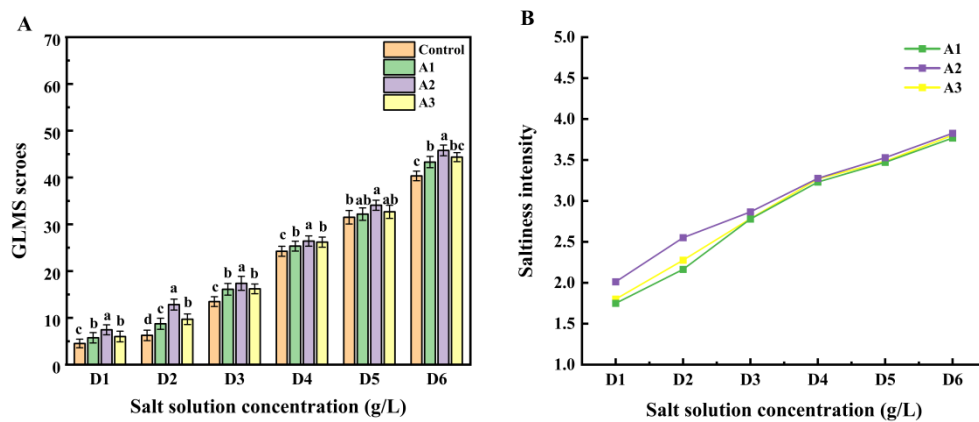 A
70
60
50
40
30
20
10
0
GLMS scroes
Control
A1
A2
A3
c b a b
d c a b
c b a b
c b a b
b ab a ab
c b a bc
D1 D2 D3 D4 D5 D6
Salt solution concentration (g/L)
B
5.0
4.5
4.0
3.5
3.0
2.5
2.0
1.5
1.0
Saltiness intensity
A1
A2
A3
D1 D2 D3 D4 D5 D6
Salt solution concentration (g/L)